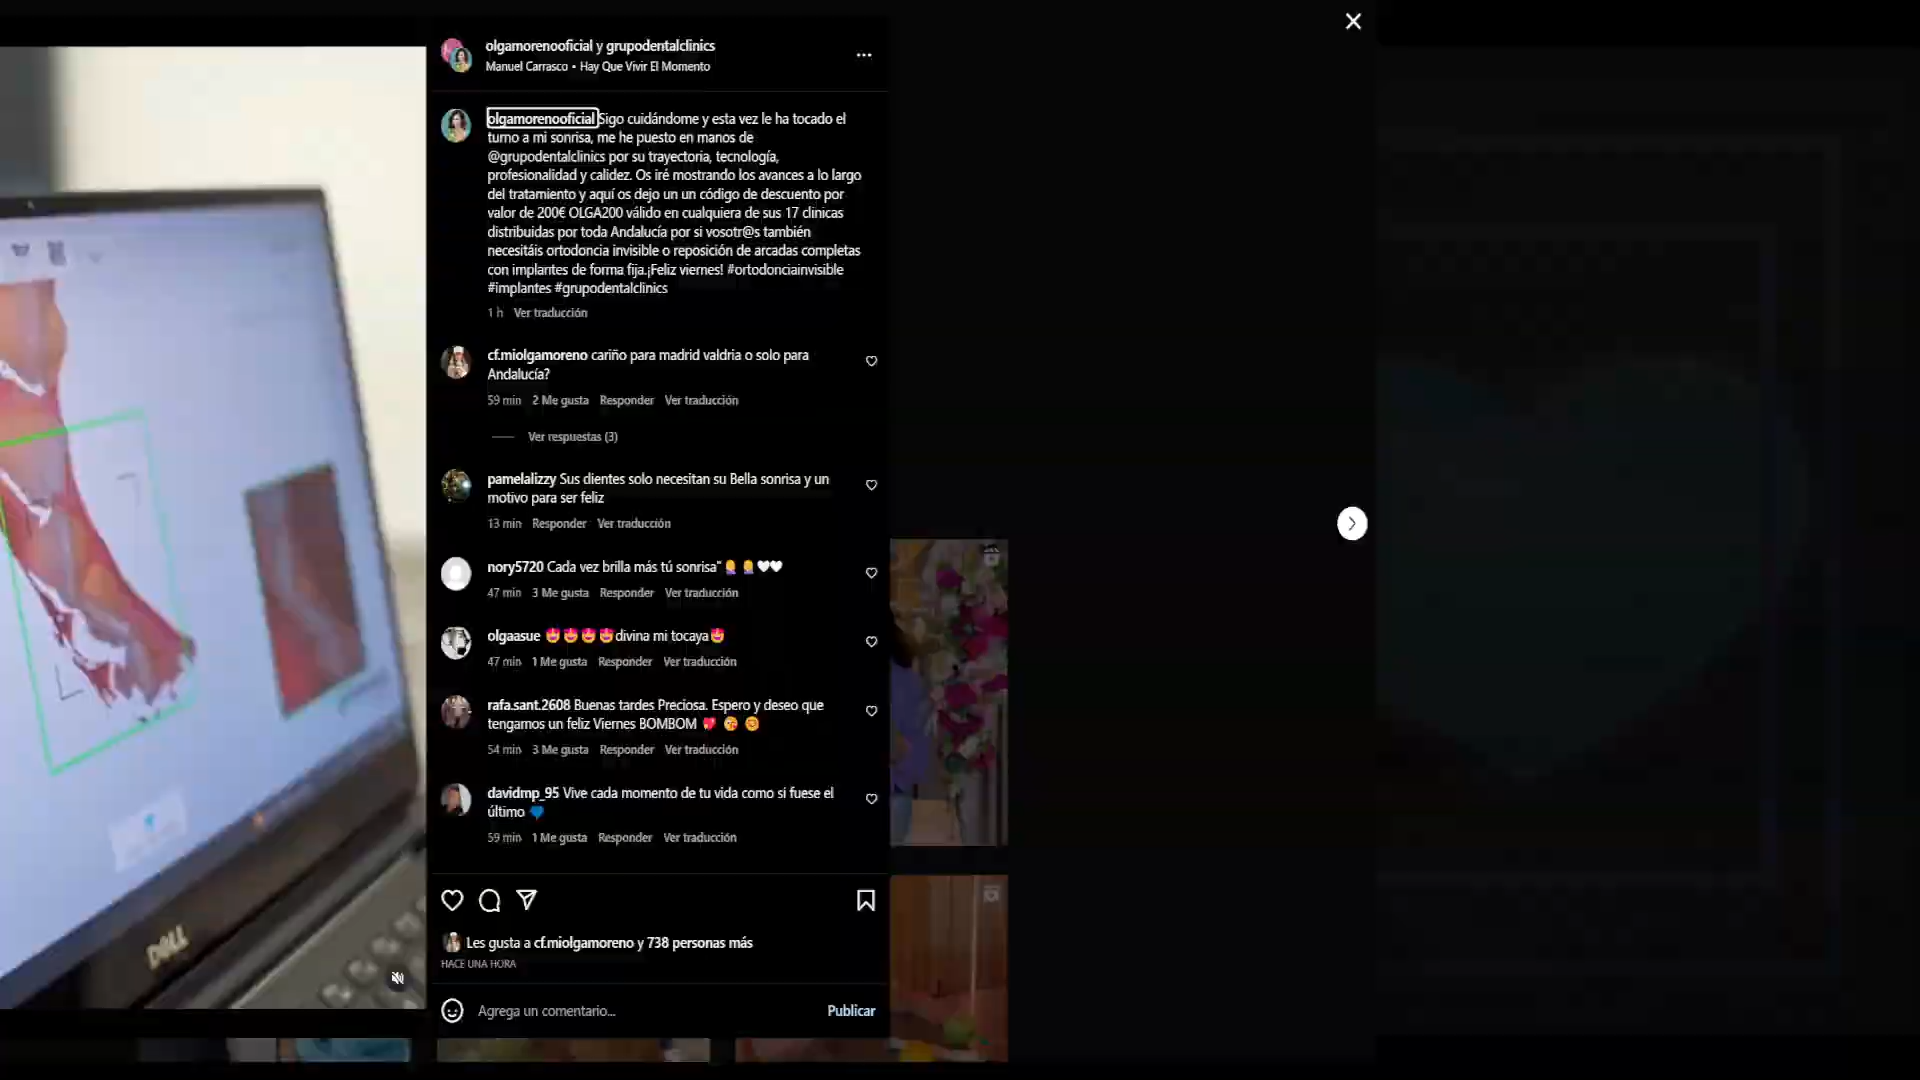 olgamorenooficial y grupodentalclinics
Manuel Carrasco • Hay Que Vivir El Momento
olgamorenooficial Sigo cuidándome y esta vez le ha tocado el
turno a mi sonrisa, me he puesto en manos de
@grupodentalclinics por su trayectoria, tecnología,
profesionalidad y calidez. Os iré mostrando los avances a lo largo
del tratamiento y aquí os dejo un un código de descuento por
valor de 200€ OLGA200 válido en cualquiera de sus 17 clinicas
distribuidas por toda Andalucía por si vosotr@s también
necesitáis ortodoncia invisible o reposición de arcadas completas
con implantes de forma fija.¡Feliz viernes! #ortodonciainvisible
#implantes #grupodentalclinics
1 h Ver traducción
cf.miolgamoreno cariño para madrid valdria o solo para
Andalucía?
59 min 2 Me gusta Responder Ver traducción
Ver respuestas (3)
pamelalizzy Sus dientes solo necesitan su Bella sonrisa y un
motivo para ser feliz
13 min Responder Ver traducción
nory5720 Cada vez brilla más tú sonrisa"🤦‍♀️🤦‍♀️🤍🤍
47 min 3 Me gusta Responder Ver traducción
olgaasue 😍😍😍😍divina mi tocaya😍
47 min 1 Me gusta Responder Ver traducción
rafa.sant.2608 Buenas tardes Preciosa. Espero y deseo que
tengamos un feliz Viernes BOMBOM 💖 😘 😊
54 min 3 Me gusta Responder Ver traducción
davidmp_95 Vive cada momento de tu vida como si fuese el
último 💙
59 min 1 Me gusta Responder Ver traducción
Les gusta a cf.miolgamoreno y 738 personas más
HACE UNA HORA
Agrega un comentario...
Publicar
DELL